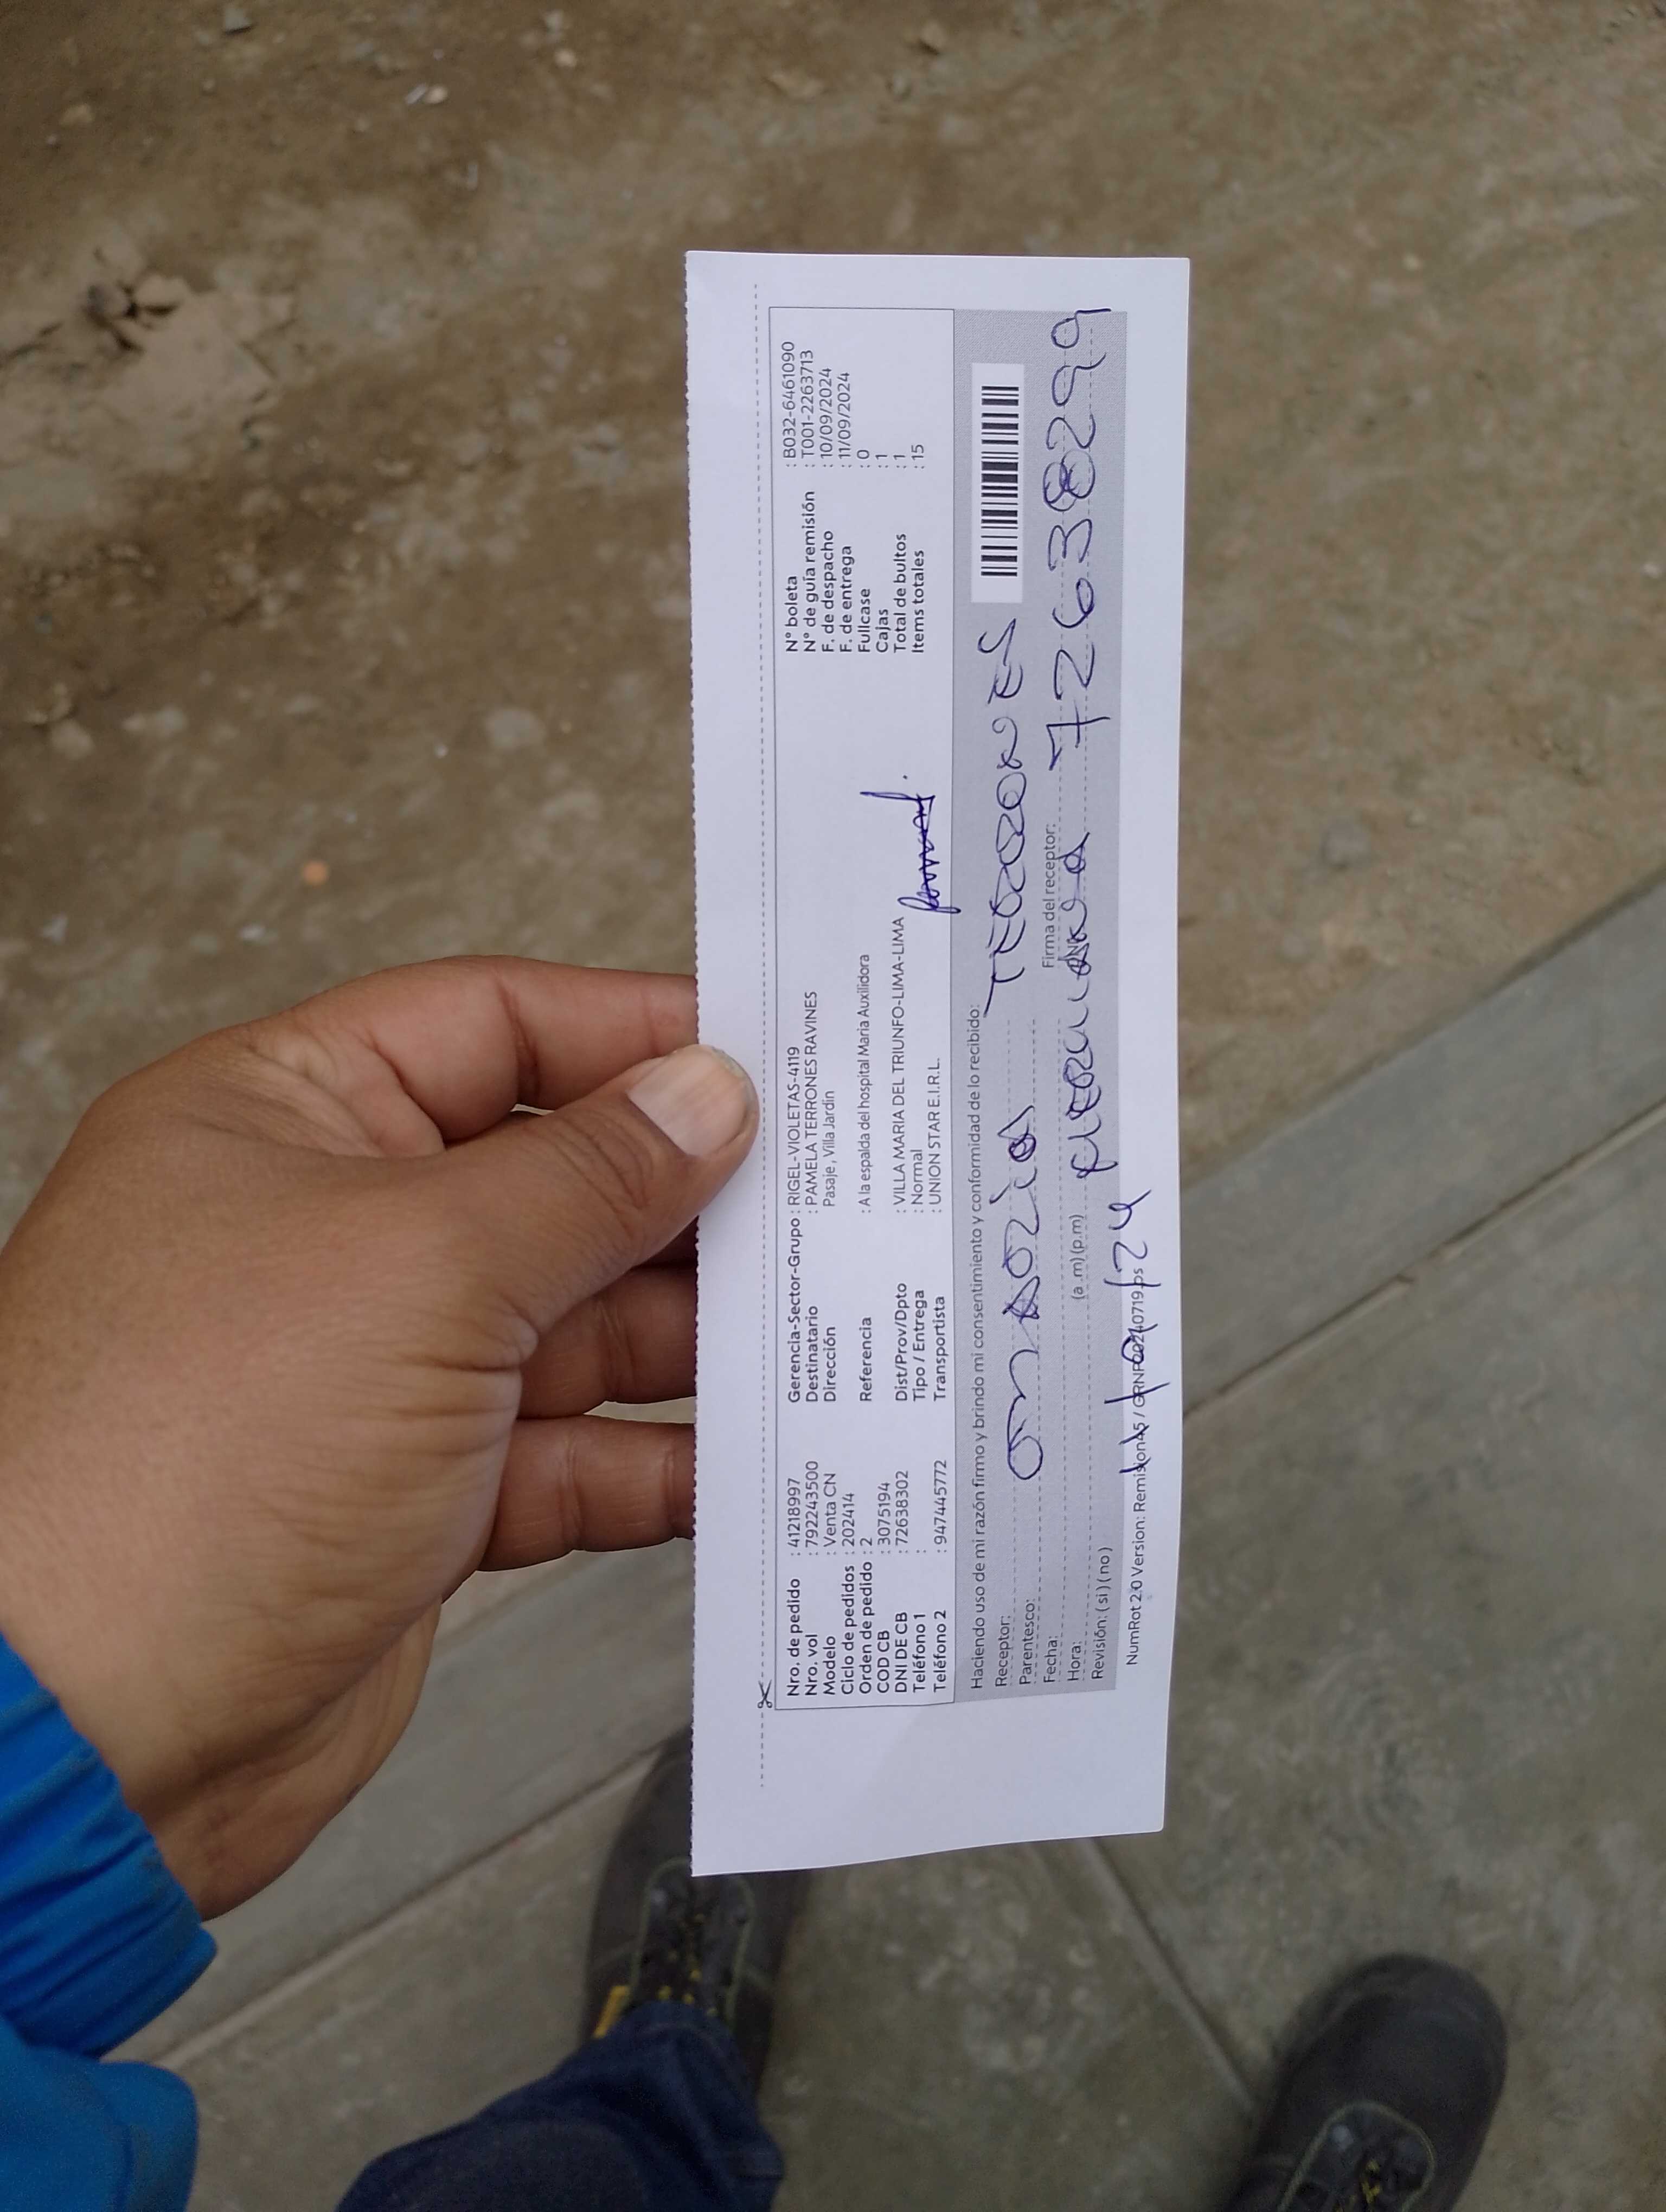 Nro. de pedido : 41218997
Nro. vol : 792243500
Modelo : Venta CN
Ciclo de pedidos : 202414
Orden de pedido : 2
COD CB : 3075194
DNI DE CB : 72638302
Teléfono 1 :
Teléfono 2 : 947445772
Gerencia-Sector-Grupo : RIGEL-VIOLETAS-4119
Destinatario : PAMELA TERRONES RAVINES
Dirección Pasaje, Villa Jardín
Referencia : A la espalda del hospital Maria Auxilidora
Dist/Prov/Dpto : VILLA MARIA DEL TRIUNFO-LIMA-LIMA
Tipo / Entrega : Normal
Transportista : UNION STAR E.I.R.L.
N° boleta : B032-6461090
N° de guía remisión : T001-2263713
F. de despacho : 10/09/2024
F. de entrega : 11/09/2024
Fullcase : 0
Cajas : 1
Total de bultos : 1
Items totales : 15
Haciendo uso de mi razón firmo y brindo mi consentimiento y conformidad de lo recibido:
Receptor:
Parentesco:
Fecha: Firma del receptor:
Hora: (a.m)(p.m) 72638299
Revisión: (si) (no)
NumRot 2.0 Version: Remision45